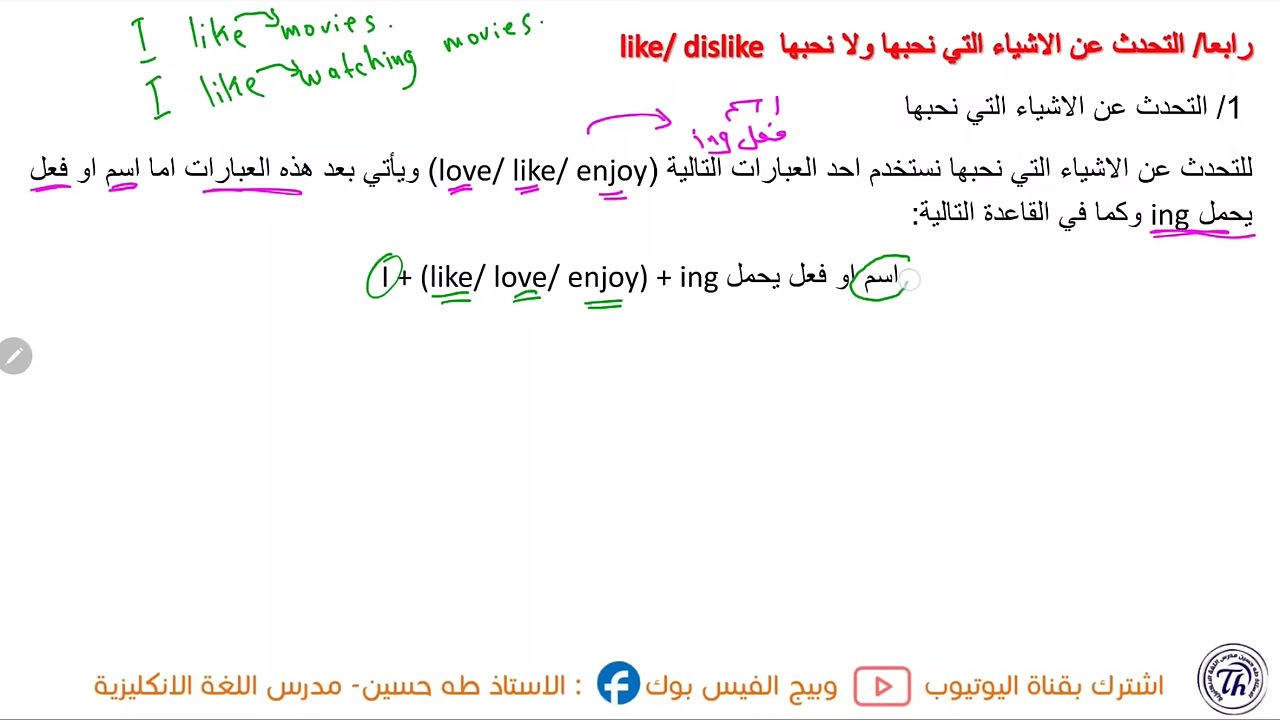 I like movies.
I like watching movies.
رابعا/ التحدث عن الاشياء التي نحبها ولا نحبها like/ dislike
1/ التحدث عن الاشياء التي نحبها
اسم
فعل ing
للتحدث عن الاشياء التي نحبها نستخدم احد العبارات التالية (love/ like/ enjoy) ويأتي بعد هذه العبارات اما اسم او فعل
يحمل ing وكما في القاعدة التالية:
I + (like/ love/ enjoy) + ing اسم او فعل يحمل
اشترك بقناة اليوتيوب وبيج الفيس بوك : الاستاذ طه حسين- مدرس اللغة الانكليزية
Th